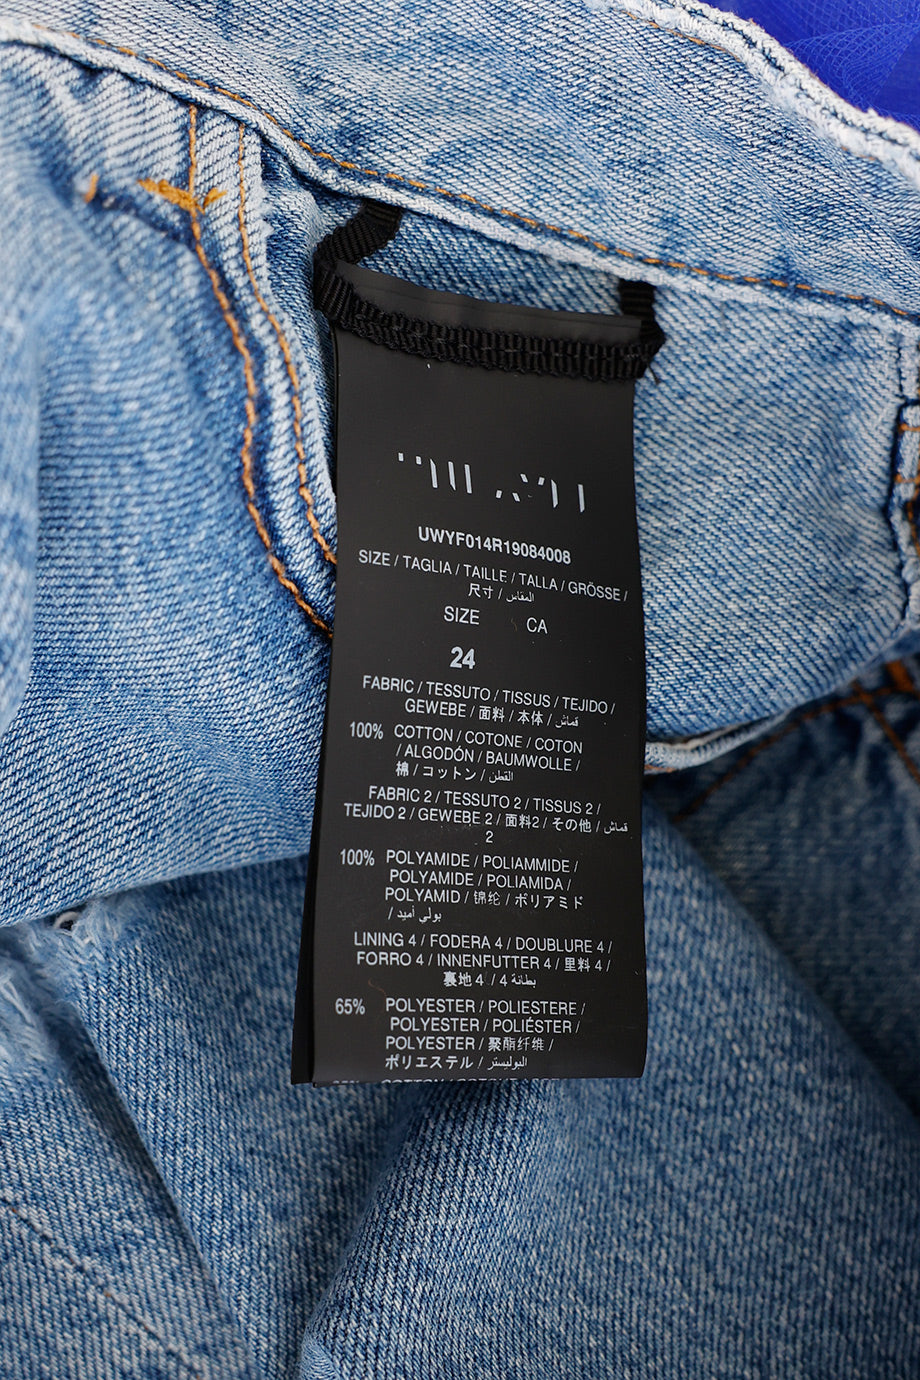 UWYF014R19084008
SIZE / TAGLIA / TAILLE / TALLA / GRÖSSE /
尺寸 / المقاس
SIZE CA
24
FABRIC / TESSUTO / TISSUS / TEJIDO /
GEWEBE / 面料 / 本体 / قماش
100% COTTON / COTONE / COTON
/ ALGODÓN / BAUMWOLLE /
棉 / コットン / القطن
FABRIC 2 / TESSUTO 2 / TISSUS 2 /
TEJIDO 2 / GEWEBE 2 / 面料2 / その他 / قماش
2
100% POLYAMIDE / POLIAMMIDE /
POLYAMIDE / POLIAMIDA /
POLYAMID / 锦纶 / ポリアミド
/ بولي أميد
LINING 4 / FODERA 4 / DOUBLURE 4 /
FORRO 4 / INNENFUTTER 4 / 里料 4 /
裏地 4 / 4 بطانة
65% POLYESTER / POLIESTERE /
POLYESTER / POLIÉSTER /
POLYESTER / 聚酯纤维 /
ポリエステル / البوليستر